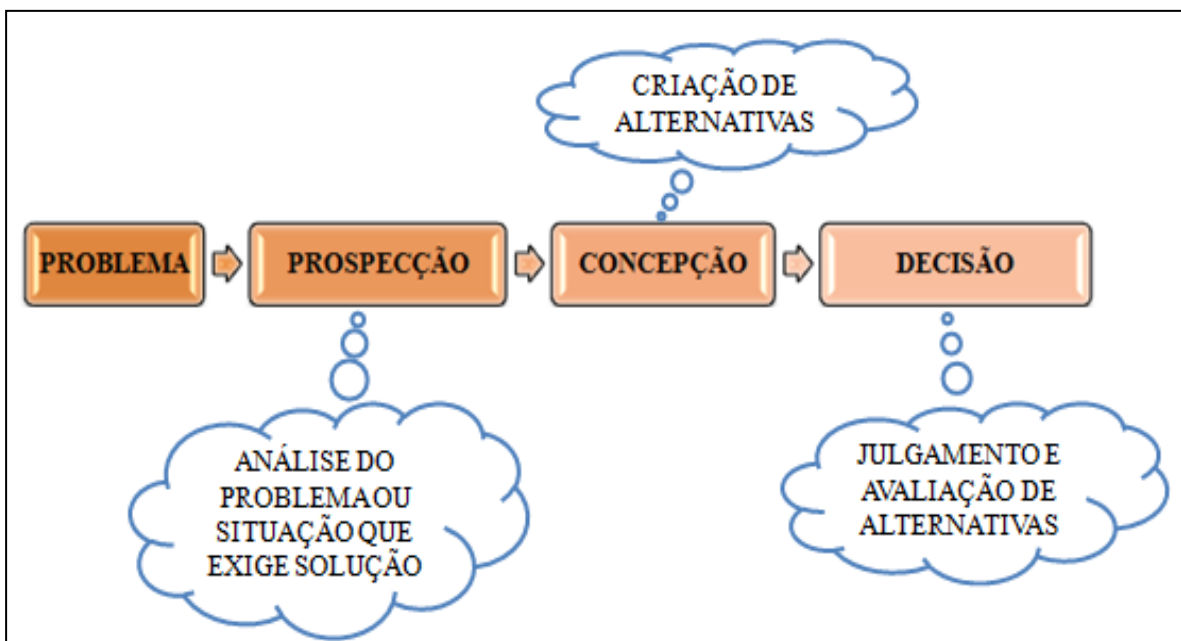 CRIAÇÃO DE
ALTERNATIVAS
PROBLEMA
PROSPECÇÃO
CONCEPÇÃO
DECISÃO
ANÁLISE DO
PROBLEMA OU
SITUAÇÃO QUE
EXIGE SOLUÇÃO
JULGAMENTO E
AVALIAÇÃO DE
ALTERNATIVAS